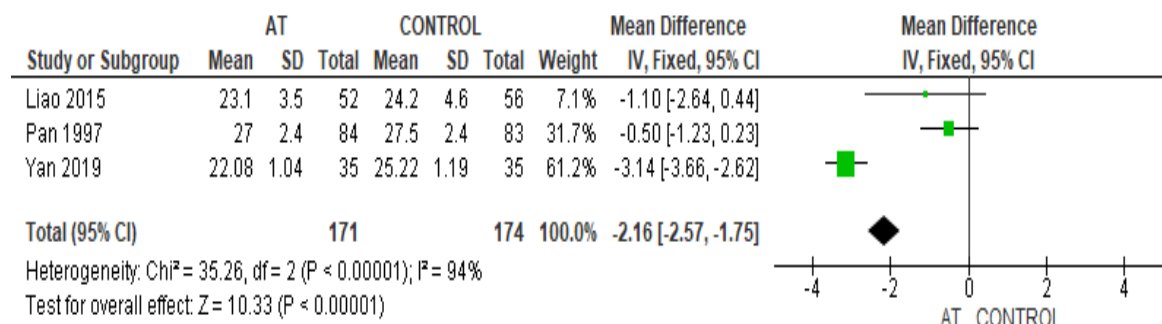 AT CONTROL Mean Difference Mean Difference
Study or Subgroup Mean SD Total Mean SD Total Weight IV, Fixed, 95% CI IV, Fixed, 95% CI
Liao 2015 23.1 3.5 52 24.2 4.6 56 7.1% -1.10 [-2.64, 0.44]
Pan 1997 27 2.4 84 27.5 2.4 83 31.7% -0.50 [-1.23, 0.23]
Yan 2019 22.08 1.04 35 25.22 1.19 35 61.2% -3.14 [-3.66, -2.62]
Total (95% CI) 171 174 100.0% -2.16 [-2.57, -1.75]
Heterogeneity: Chi² = 35.26, df = 2 (P < 0.00001); I² = 94%
Test for overall effect: Z = 10.33 (P < 0.00001)
-4 -2 0 2 4
AT CONTROL